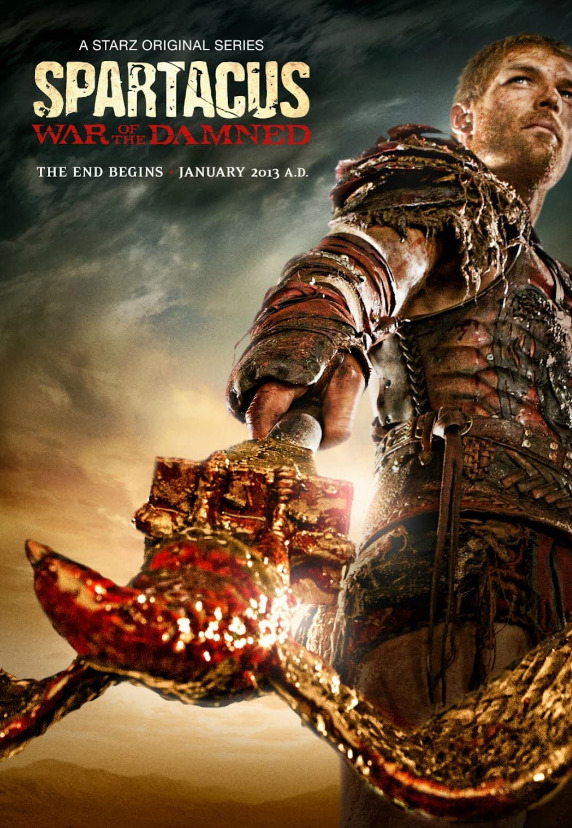 A STARZ ORIGINAL SERIES
SPARTACUS
WAR OF THE DAMNED
THE END BEGINS · JANUARY 2013 A.D.